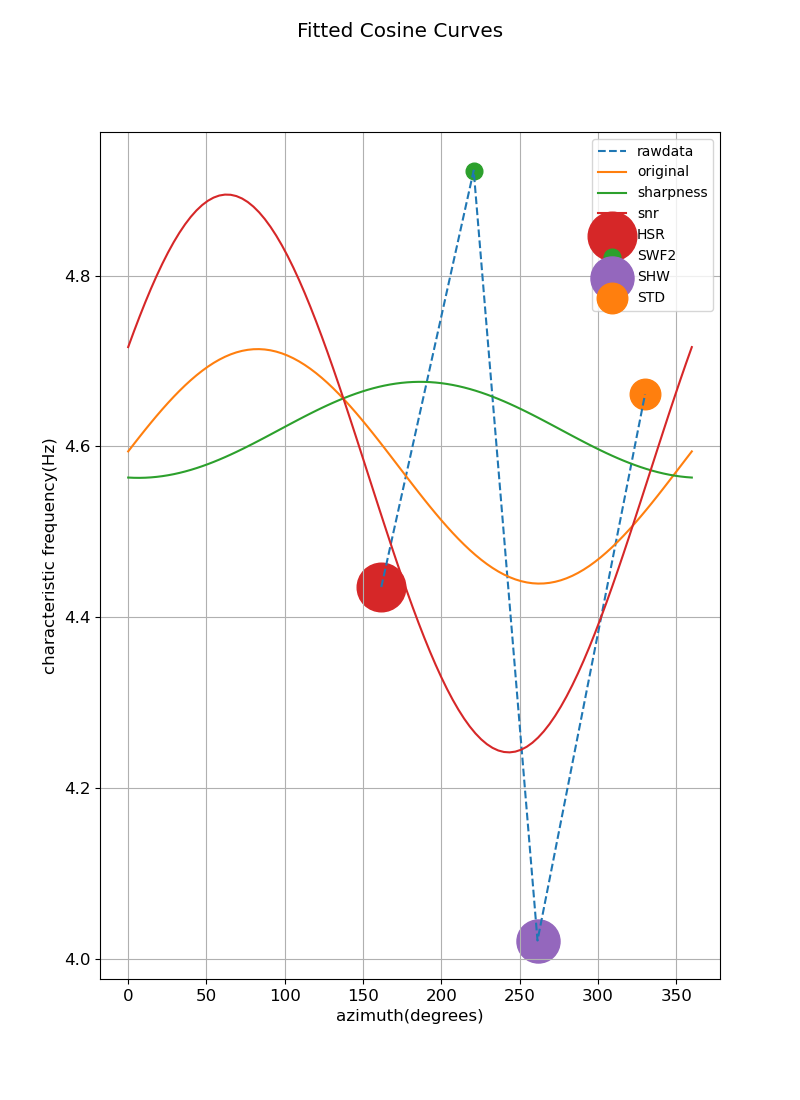 Fitted Cosine Curves
rawdata
original
sharpness
snr
HSR
SWF2
SHW
STD
4.8
4.6
4.4
4.2
4.0
characteristic frequency(Hz)
0 50 100 150 200 250 300 350
azimuth(degrees)